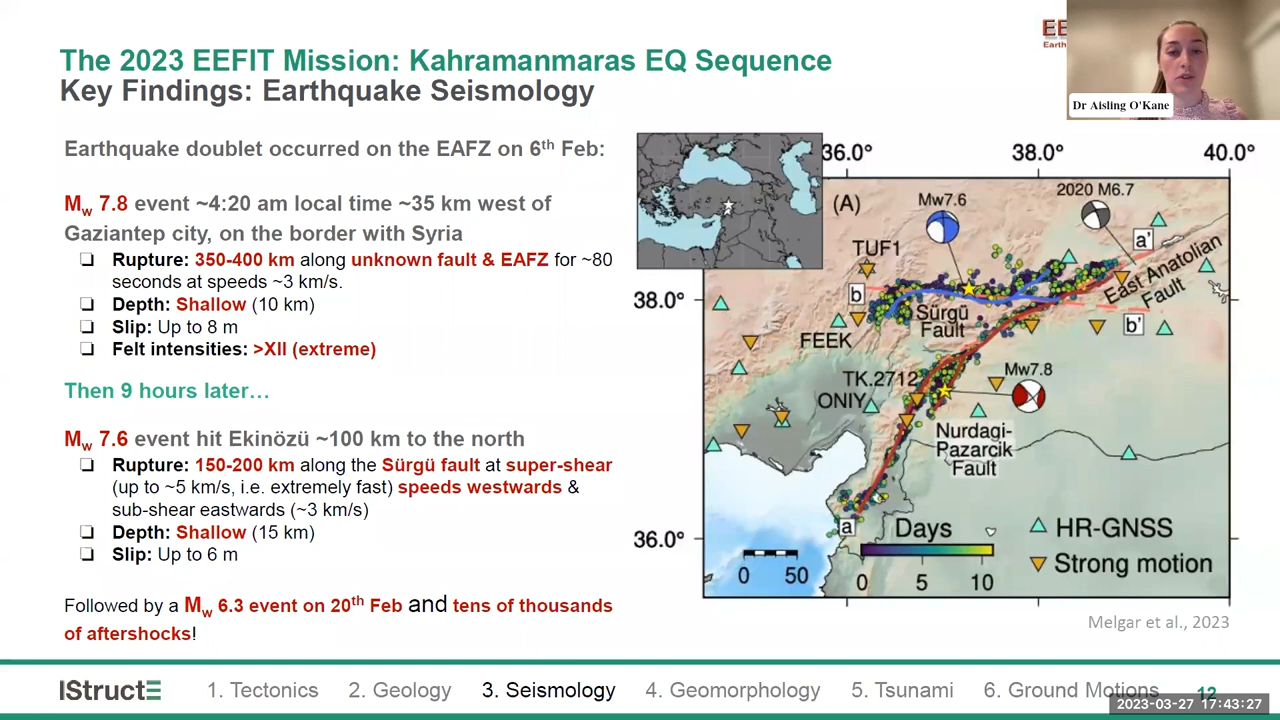 The 2023 EEFIT Mission: Kahramanmaras EQ Sequence
Key Findings: Earthquake Seismology
EE
Earth
Dr Aisling O'Kane
Earthquake doublet occurred on the EAFZ on 6th Feb:
Mw 7.8 event ~4:20 am local time ~35 km west of
Gaziantep city, on the border with Syria
❑ Rupture: 350-400 km along unknown fault & EAFZ for ~80
seconds at speeds ~3 km/s.
❑ Depth: Shallow (10 km)
❑ Slip: Up to 8 m
❑ Felt intensities: >XII (extreme)
Then 9 hours later…
Mw 7.6 event hit Ekinözü ~100 km to the north
❑ Rupture: 150-200 km along the Sürgü fault at super-shear
(up to ~5 km/s, i.e. extremely fast) speeds westwards &
sub-shear eastwards (~3 km/s)
❑ Depth: Shallow (15 km)
❑ Slip: Up to 6 m
Followed by a Mw 6.3 event on 20th Feb and tens of thousands
of aftershocks!
36.0° 38.0° 40.0°
(A)
Mw7.6
2020 M6.7
TUF1
a'
East Anatolian
Fault
38.0°
b
Sürgü
Fault
b'
FEEK
TK.2712
Mw7.8
ONIY
Nurdagi-
Pazarcik
Fault
a
Days
HR-GNSS
36.0°
Strong motion
0 50
0 5 10
Melgar et al., 2023
IStructE
1. Tectonics 2. Geology 3. Seismology 4. Geomorphology 5. Tsunami 6. Ground Motions 12
2023-03-27 17:43:27